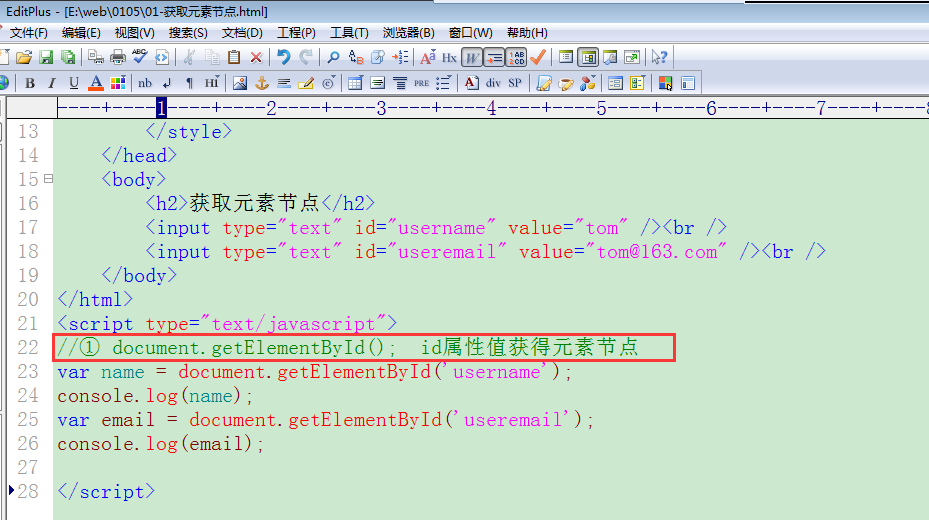 EditPlus - [E:\web\0105\01-获取元素节点.html]
文件(F) 编辑(E) 视图(V) 搜索(S) 文档(D) 工程(P) 工具(T) 浏览器(B) 窗口(W) 帮助(H)
ABC Aa Hx W 1AB 2CD
B I U A nb ¶ HI PRE A div SP
----+----1----+----2----+----3----+----4----+----5----+----6----+----7----+----8
13 </style>
14 </head>
15 <body>
16 <h2>获取元素节点</h2>
17 <input type="text" id="username" value="tom" /><br />
18 <input type="text" id="useremail" value="tom@163.com" /><br />
19 </body>
20 </html>
21 <script type="text/javascript">
22 //① document.getElementById(); id属性值获得元素节点
23 var name = document.getElementById('username');
24 console.log(name);
25 var email = document.getElementById('useremail');
26 console.log(email);
27
28 </script>